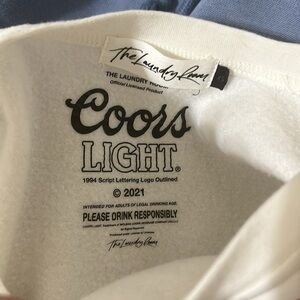 The Laundry Room
THE LAUNDRY ROOM
Official Licensed Product
Coors
LIGHT®
1994 Script Lettering Logo Outlined
© 2021
INTENDED FOR ADULTS OF LEGAL DRINKING AGE.
PLEASE DRINK RESPONSIBLY
The Laundry Room